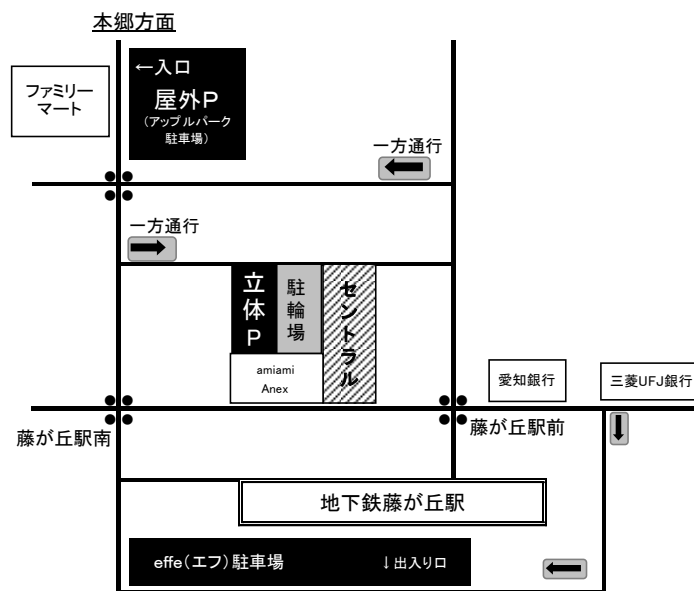 本郷方面
ファミリー
マート
←入口
屋外P
(アップルパーク
駐車場)
一方通行
一方通行
立体P
駐輪場
セントラル
amiami
Anex
愛知銀行
三菱UFJ銀行
藤が丘駅南
藤が丘駅前
地下鉄藤が丘駅
effe(エフ)駐車場
↓出入り口